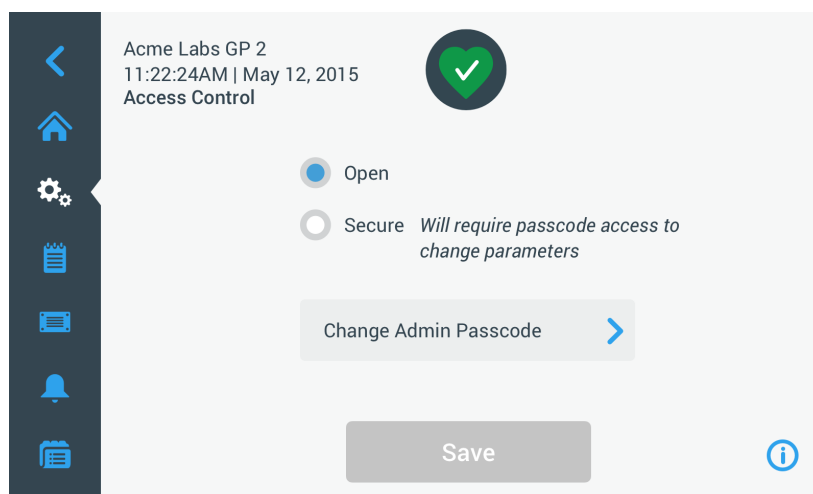 Acme Labs GP 2
11:22:24AM | May 12, 2015
Access Control
Open
Secure Will require passcode access to
change parameters
Change Admin Passcode
Save